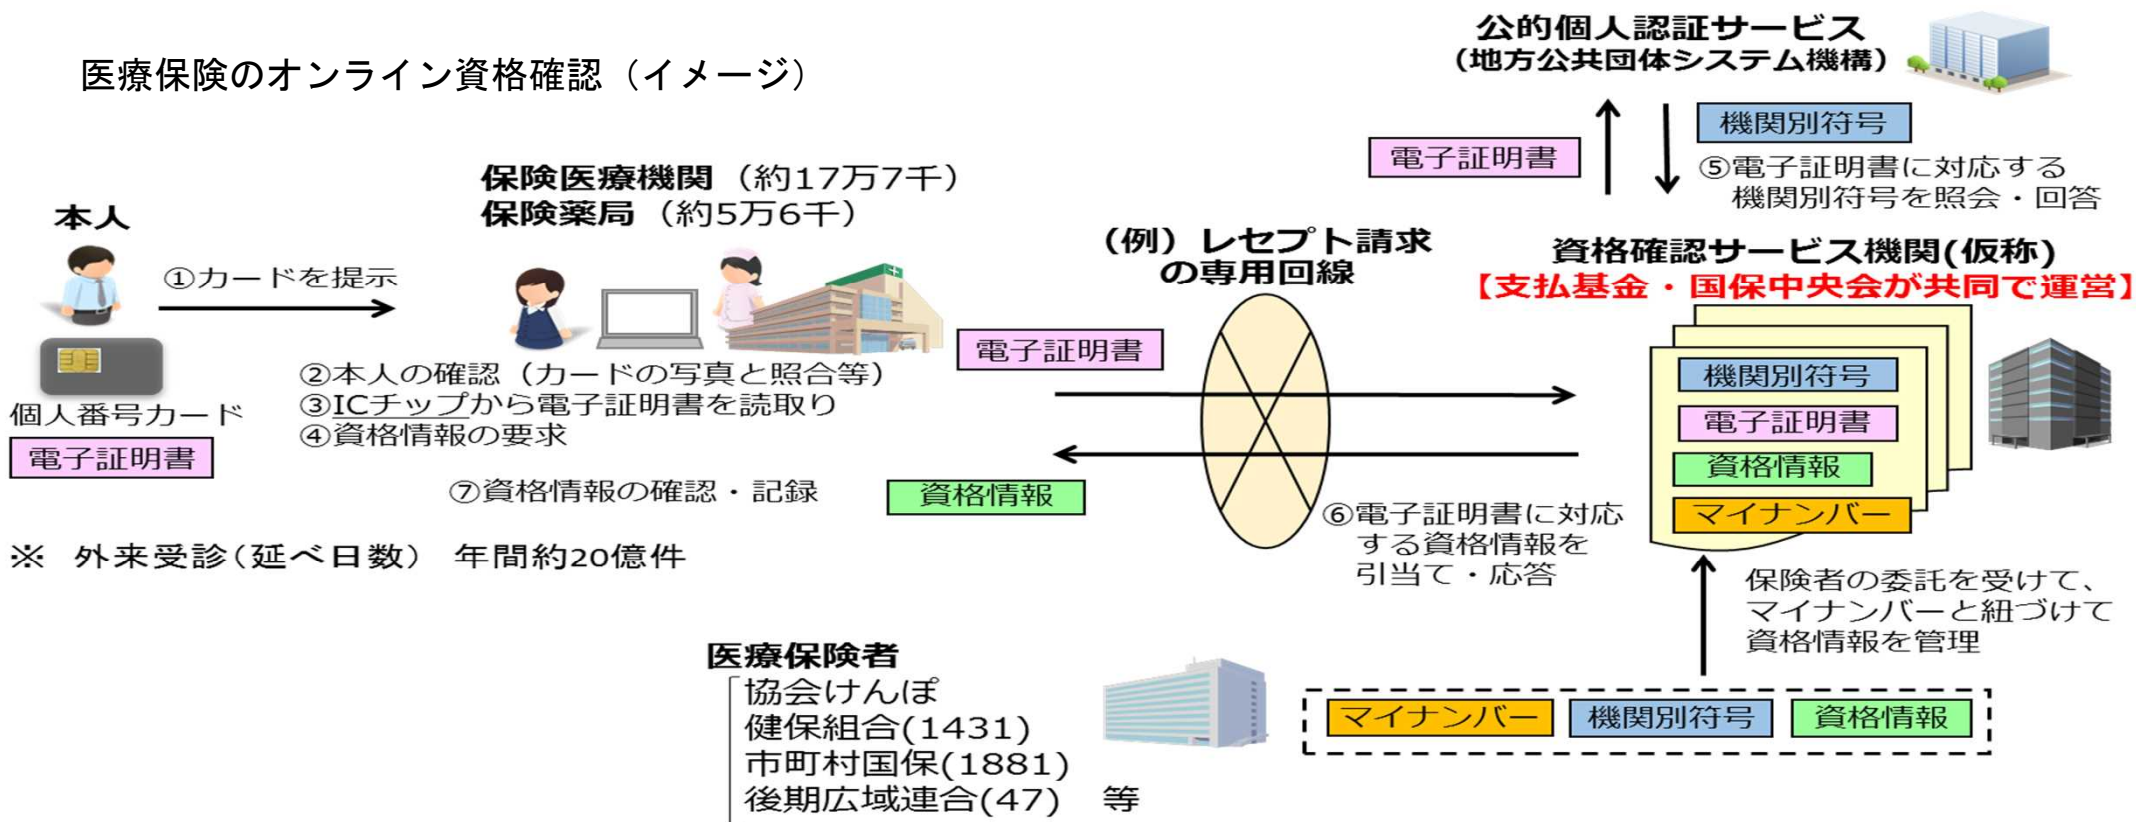 医療保険のオンライン資格確認（イメージ）
公的個人認証サービス
（地方公共団体システム機構）
電子証明書
機関別符号
⑤電子証明書に対応する
機関別符号を照会・回答
本人
①カードを提示
個人番号カード
電子証明書
保険医療機関（約17万7千）
保険薬局（約5万6千）
②本人の確認（カードの写真と照合等）
③ICチップから電子証明書を読取り
④資格情報の要求
⑦資格情報の確認・記録
※　外来受診（延べ日数）　年間約20億件
（例）レセプト請求
の専用回線
電子証明書
資格情報
⑥電子証明書に対応
する資格情報を
引当て・応答
資格確認サービス機関(仮称)
【支払基金・国保中央会が共同で運営】
機関別符号
電子証明書
資格情報
マイナンバー
保険者の委託を受けて、
マイナンバーと紐づけて
資格情報を管理
医療保険者
協会けんぽ
健保組合(1431)
市町村国保(1881)
後期広域連合(47)　等
マイナンバー
機関別符号
資格情報